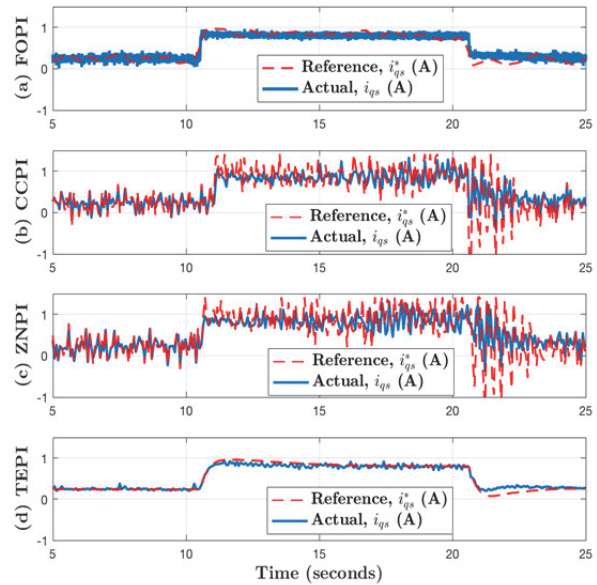 (a) FOPI
1
0
-1
Reference, i*qs (A)
Actual, iqs (A)
5 10 15 20 25
(b) CCPI
1
0
-1
Reference, i*qs (A)
Actual, iqs (A)
5 10 15 20 25
(c) ZNPI
1
0
-1
Reference, i*qs (A)
Actual, iqs (A)
5 10 15 20 25
(d) TEPI
1
0
-1
Reference, i*qs (A)
Actual, iqs (A)
5 10 15 20 25
Time (seconds)